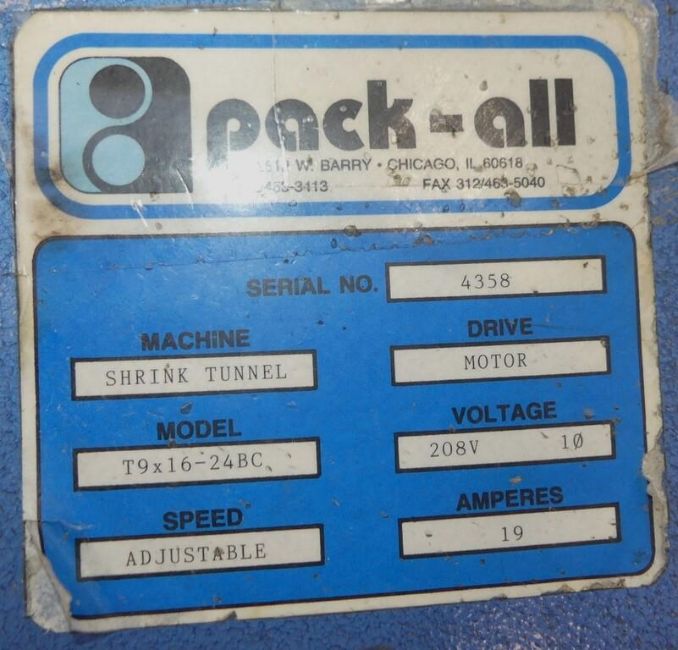 pack-all
W. BARRY • CHICAGO, IL 60618
-3113 FAX 312/463-5040
SERIAL NO. 4358
MACHINE DRIVE
SHRINK TUNNEL MOTOR
MODEL VOLTAGE
T9x16-24BC 208V 1Ø
SPEED AMPERES
ADJUSTABLE 19